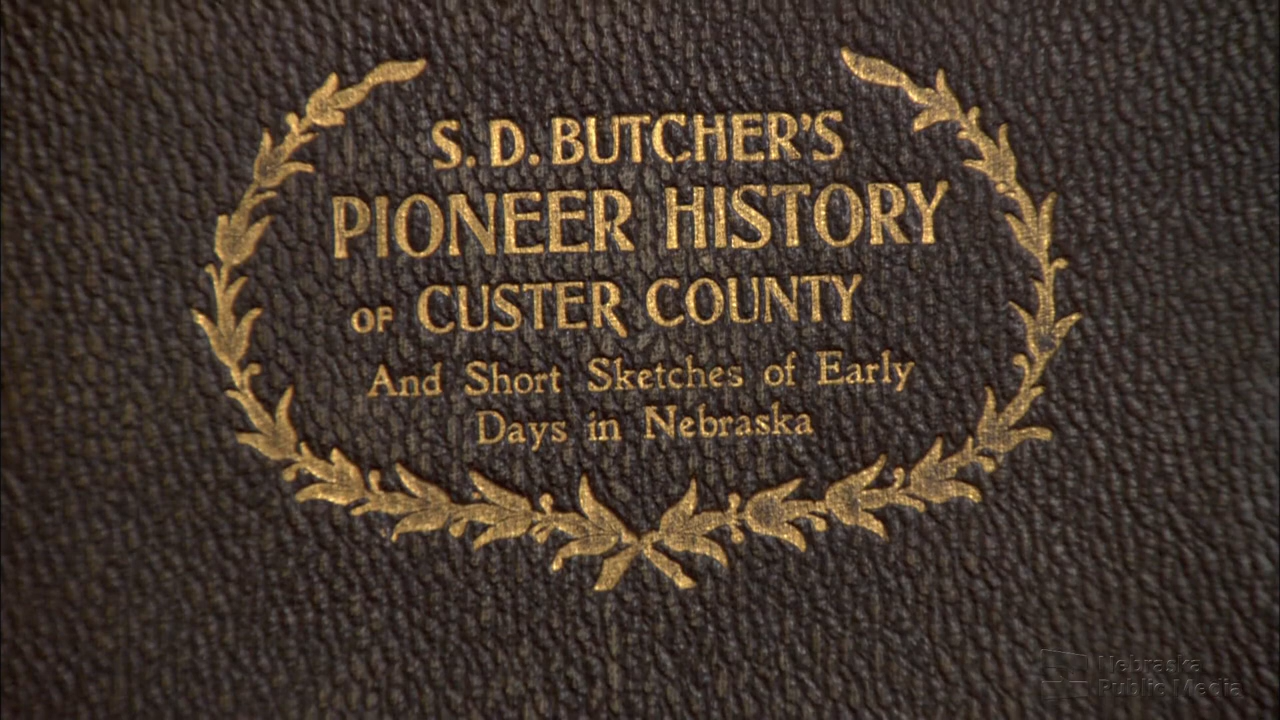 S. D. BUTCHER'S
PIONEER HISTORY
OF CUSTER COUNTY
And Short Sketches of Early
Days in Nebraska
Nebraska
Public Media